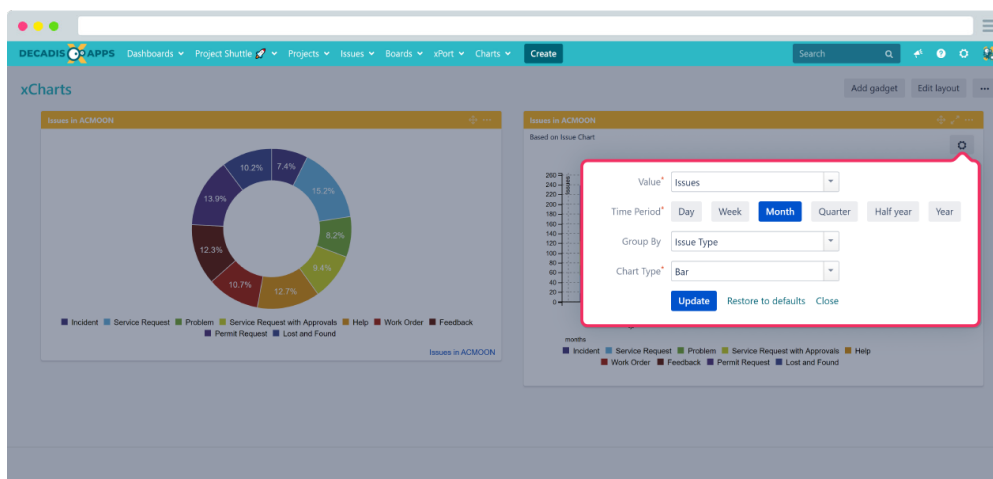 DECADIS APPS Dashboards Project Shuttle Projects Issues Boards xPort Charts Create Search
xCharts Add gadget Edit layout
Issues in ACMOON
10.2% 7.4%
15.2%
13.9%
8.2%
12.3%
9.4%
10.7% 12.7%
Incident Service Request Problem Service Request with Approvals Help Work Order Feedback
Permit Request Lost and Found
Issues in ACMOON
Issues in ACMOON
Based on Issue Chart
Issues
260
240
220
200
180
160
140
120
100
80
60
40
20
0
Value* Issues
Time Period* Day Week Month Quarter Half year Year
Group By Issue Type
Chart Type* Bar
Update Restore to defaults Close
months
Incident Service Request Problem Service Request with Approvals Help
Work Order Feedback Permit Request Lost and Found